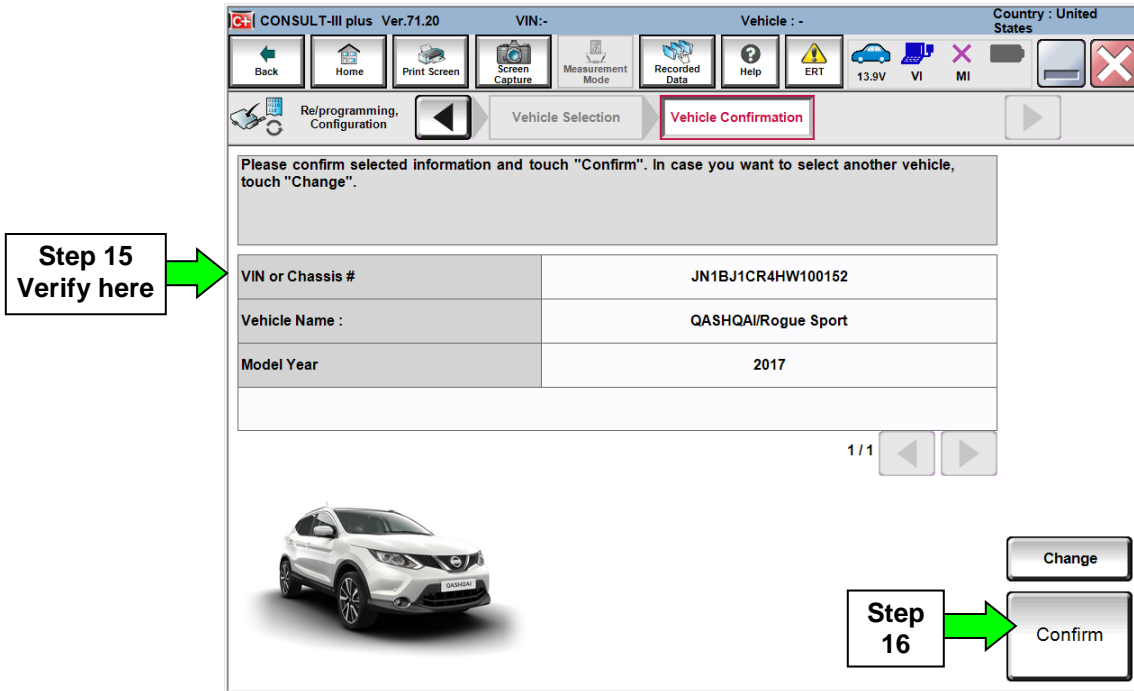 C+ CONSULT-III plus Ver.71.20 VIN:- Vehicle : - Country : United
States
Back
Home
Print Screen
Screen
Capture
Measurement
Mode
Recorded
Data
Help
ERT
13.9V
VI
MI
Re/programming,
Configuration
Vehicle Selection
Vehicle Confirmation
Please confirm selected information and touch "Confirm". In case you want to select another vehicle,
touch "Change".
Step 15
Verify here
VIN or Chassis # JN1BJ1CR4HW100152
Vehicle Name : QASHQAI/Rogue Sport
Model Year 2017
1 / 1
QASHQAI
Change
Step
16
Confirm